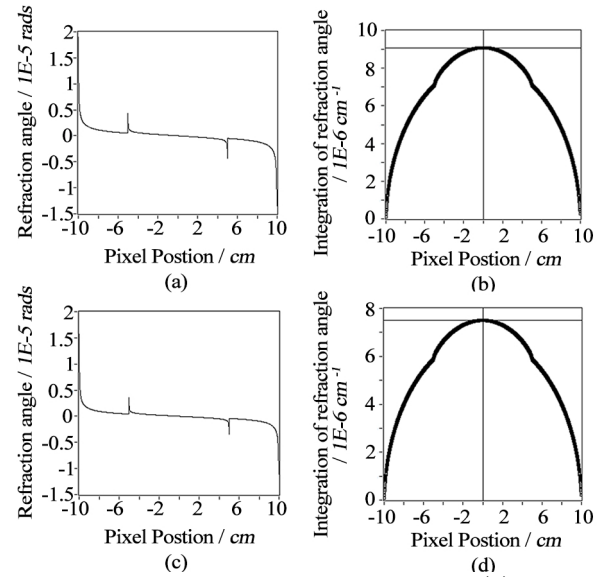 Refraction angle / 1E-5 rads
2
1.5
1
0.5
0
-0.5
-1
-1.5
-10 -6 -2 2 6 10
Pixel Postion / cm
(a)
Integration of refraction angle
/ 1E-6 cm⁻¹
10
8
6
4
2
0
-10 -6 -2 2 6 10
Pixel Postion / cm
(b)
Refraction angle / 1E-5 rads
2
1.5
1
0.5
0
-0.5
-1
-1.5
-10 -6 -2 2 6 10
Pixel Postion / cm
(c)
Integration of refraction angle
/ 1E-6 cm⁻¹
8
6
4
2
0
-10 -6 -2 2 6 10
Pixel Postion / cm
(d)